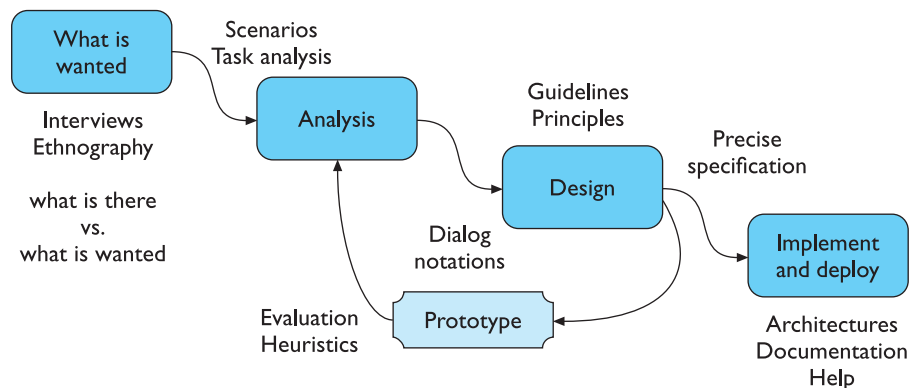 What is
wanted
Scenarios
Task analysis
Interviews
Ethnography
what is there
vs.
what is wanted
Analysis
Guidelines
Principles
Design
Precise
specification
Dialog
notations
Implement
and deploy
Evaluation
Heuristics
Prototype
Architectures
Documentation
Help